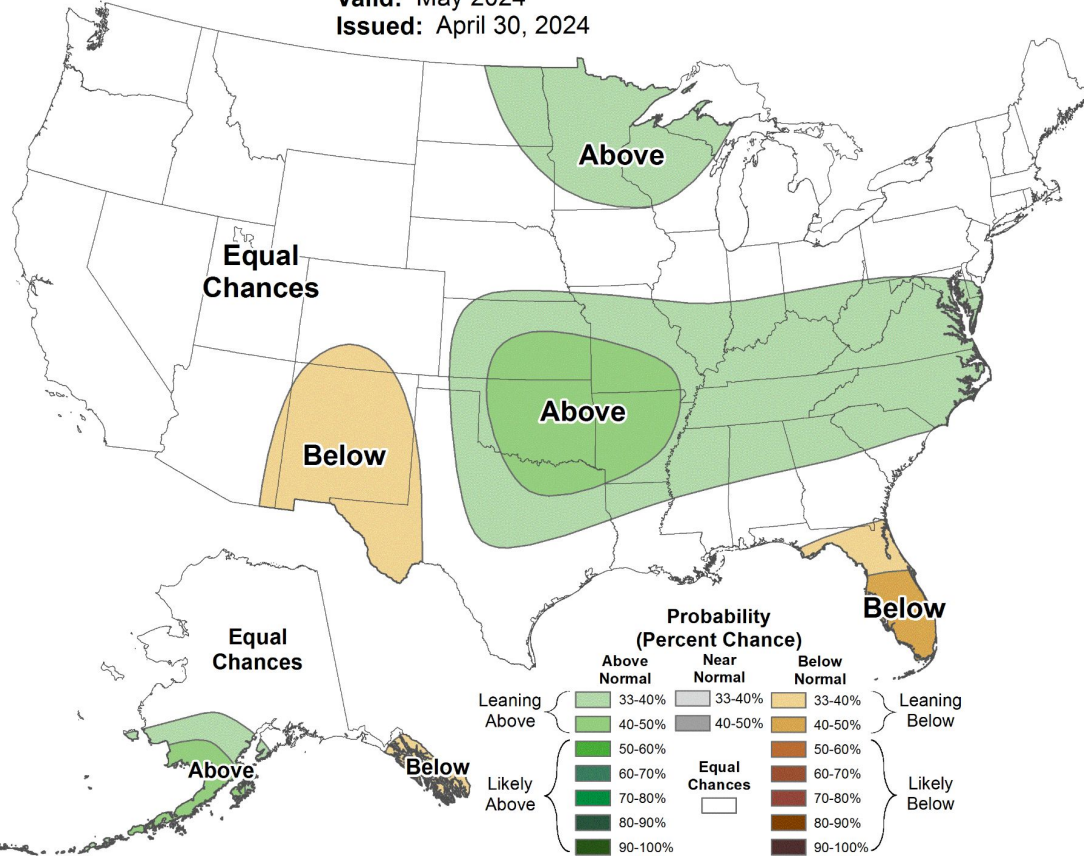 Valid: May 2024
Issued: April 30, 2024
Above
Equal
Chances
Above
Below
Below
Equal
Chances
Above
Below
Probability
(Percent Chance)
Above
Normal
Near
Normal
Below
Normal
Leaning
Above
33-40%
33-40%
33-40%
Leaning
Below
40-50%
40-50%
40-50%
Likely
Above
50-60%
50-60%
Likely
Below
60-70%
Equal
Chances
60-70%
70-80%
70-80%
80-90%
80-90%
90-100%
90-100%